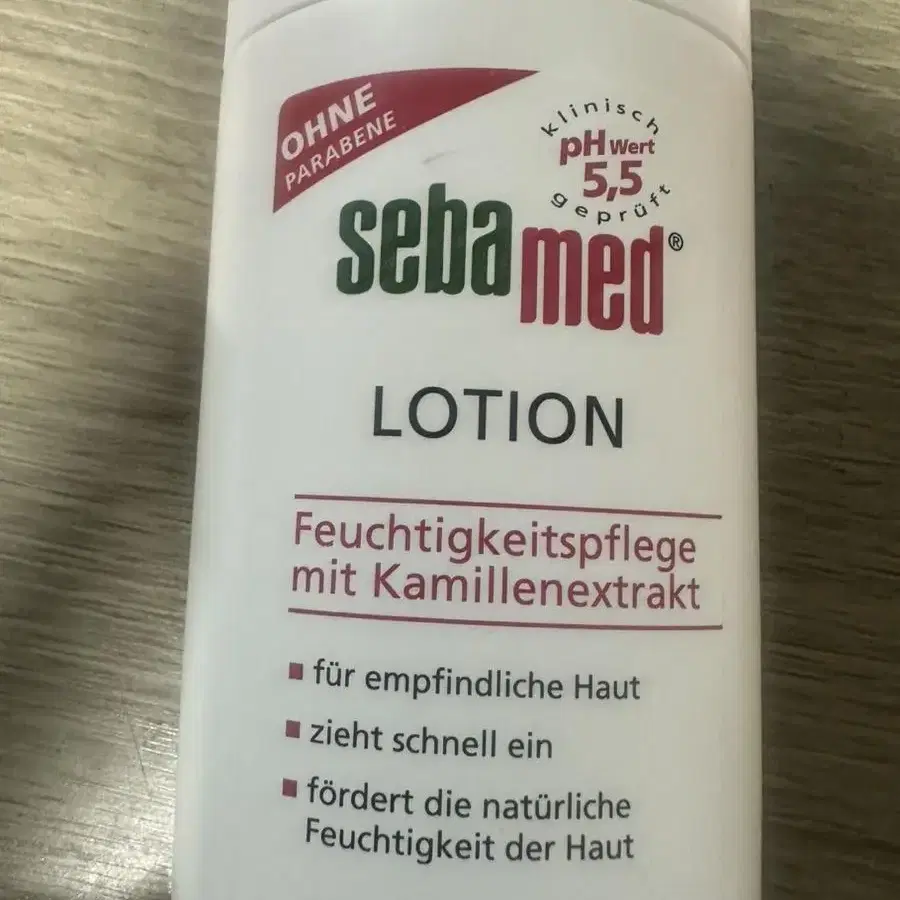 OHNE
PARABENE
klinisch
pH Wert
5,5
geprüft
sebamed®
LOTION
Feuchtigkeitspflege
mit Kamillenextrakt
▪ für empfindliche Haut
▪ zieht schnell ein
▪ fördert die natürliche
Feuchtigkeit der Haut